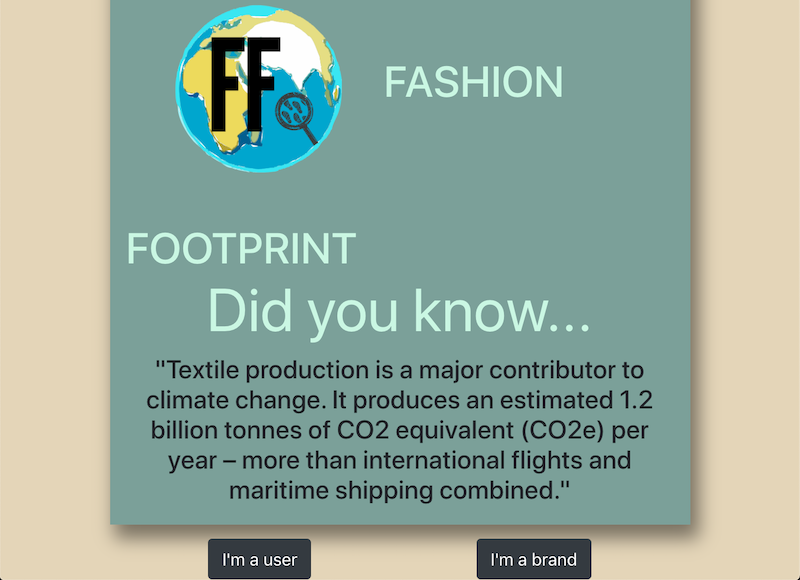 FF
FASHION
FOOTPRINT
Did you know...
"Textile production is a major contributor to
climate change. It produces an estimated 1.2
billion tonnes of CO2 equivalent (CO2e) per
year – more than international flights and
maritime shipping combined."
I'm a user
I'm a brand